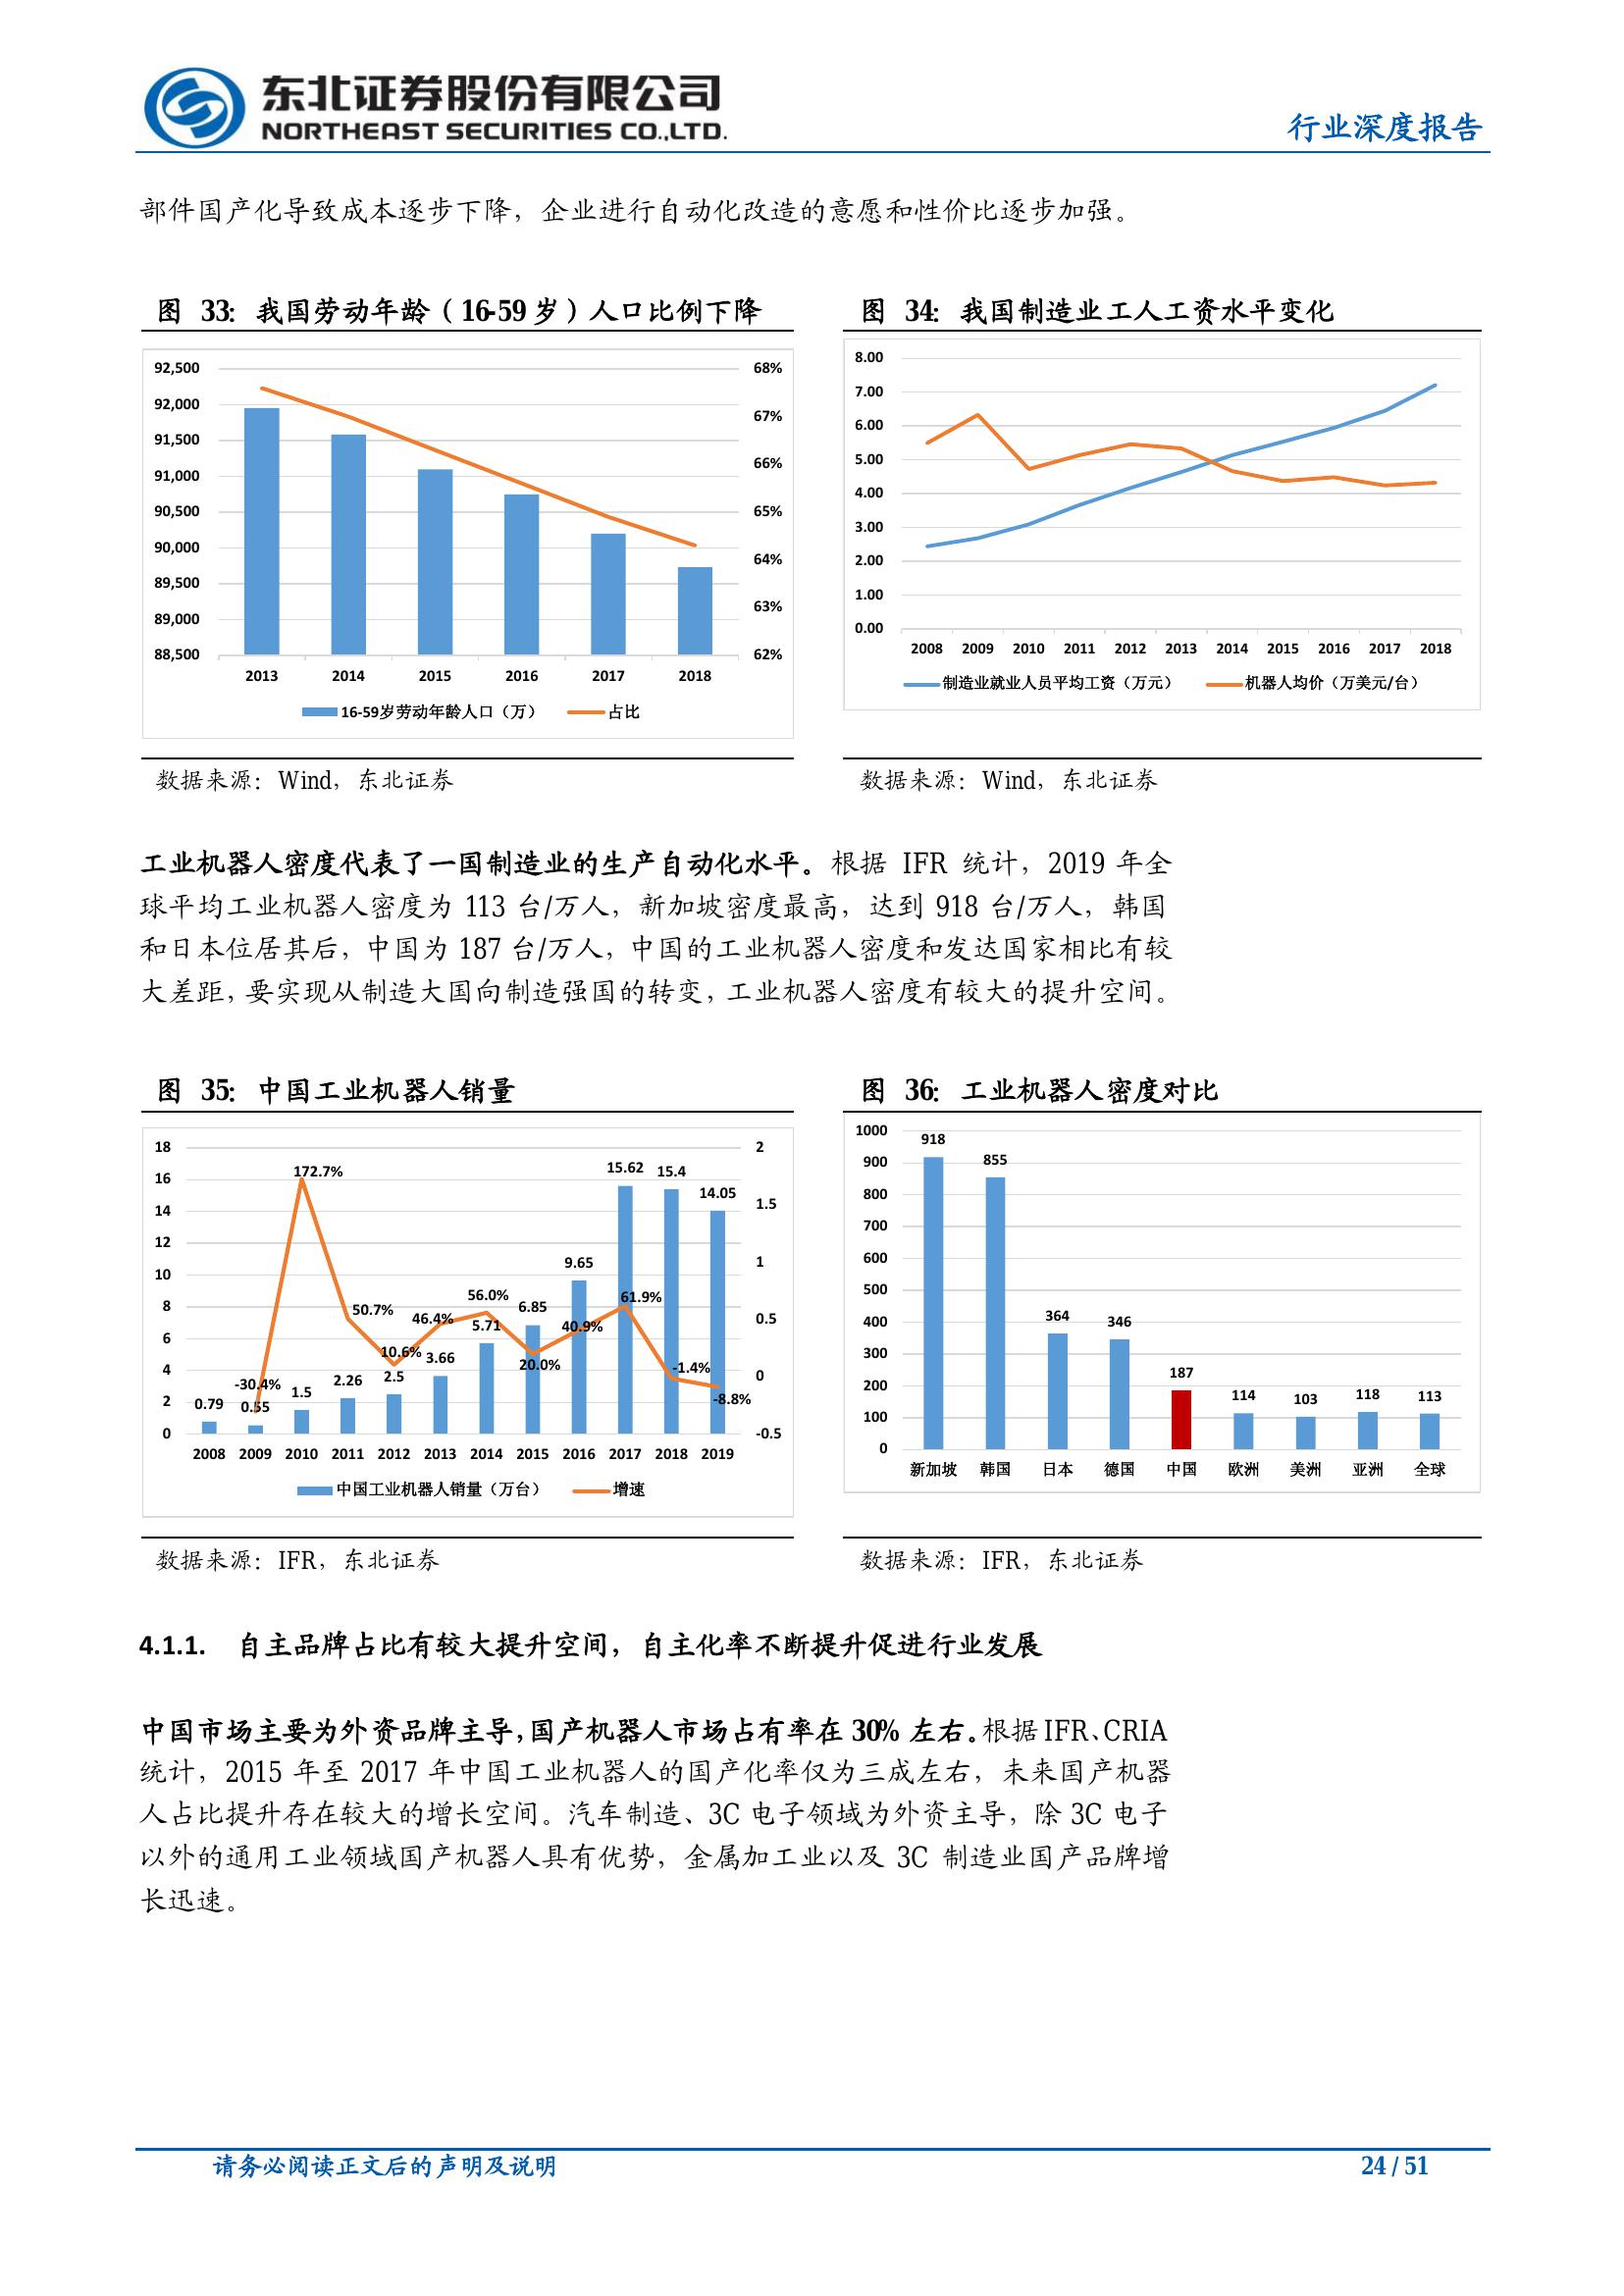 东北证券股份有限公司
NORTHEAST SECURITIES CO.,LTD.
行业深度报告
部件国产化导致成本逐步下降，企业进行自动化改造的意愿和性价比逐步加强。
图 33：我国劳动年龄（16-59 岁）人口比例下降
92,500
92,000
91,500
91,000
90,500
90,000
89,500
89,000
88,500
68%
67%
66%
65%
64%
63%
62%
2013 2014 2015 2016 2017 2018
16-59岁劳动年龄人口（万） 占比
数据来源：Wind，东北证券
图 34：我国制造业工人工资水平变化
8.00
7.00
6.00
5.00
4.00
3.00
2.00
1.00
0.00
2008 2009 2010 2011 2012 2013 2014 2015 2016 2017 2018
制造业就业人员平均工资（万元） 机器人均价（万美元/台）
数据来源：Wind，东北证券
工业机器人密度代表了一国制造业的生产自动化水平。根据 IFR 统计，2019 年全
球平均工业机器人密度为 113 台/万人，新加坡密度最高，达到 918 台/万人，韩国
和日本位居其后，中国为 187 台/万人，中国的工业机器人密度和发达国家相比有较
大差距，要实现从制造大国向制造强国的转变，工业机器人密度有较大的提升空间。
图 35：中国工业机器人销量
18
16
14
12
10
8
6
4
2
0
2
1.5
1
0.5
0
-0.5
0.79 0.55 1.5 2.26 2.5 3.66 5.71 6.85 9.65 15.62 15.4 14.05
-30.4% 172.7% 50.7% 10.6% 46.4% 56.0% 20.0% 40.9% 61.9% -1.4% -8.8%
2008 2009 2010 2011 2012 2013 2014 2015 2016 2017 2018 2019
中国工业机器人销量（万台） 增速
数据来源：IFR，东北证券
图 36：工业机器人密度对比
1000
900
800
700
600
500
400
300
200
100
0
918 855 364 346 187 114 103 118 113
新加坡 韩国 日本 德国 中国 欧洲 美洲 亚洲 全球
数据来源：IFR，东北证券
4.1.1. 自主品牌占比有较大提升空间，自主化率不断提升促进行业发展
中国市场主要为外资品牌主导，国产机器人市场占有率在 30% 左右。根据 IFR、CRIA
统计，2015 年至 2017 年中国工业机器人的国产化率仅为三成左右，未来国产机器
人占比提升存在较大的增长空间。汽车制造、3C 电子领域为外资主导，除 3C 电子
以外的通用工业领域国产机器人具有优势，金属加工业以及 3C 制造业国产品牌增
长迅速。
请务必阅读正文后的声明及说明
24 / 51